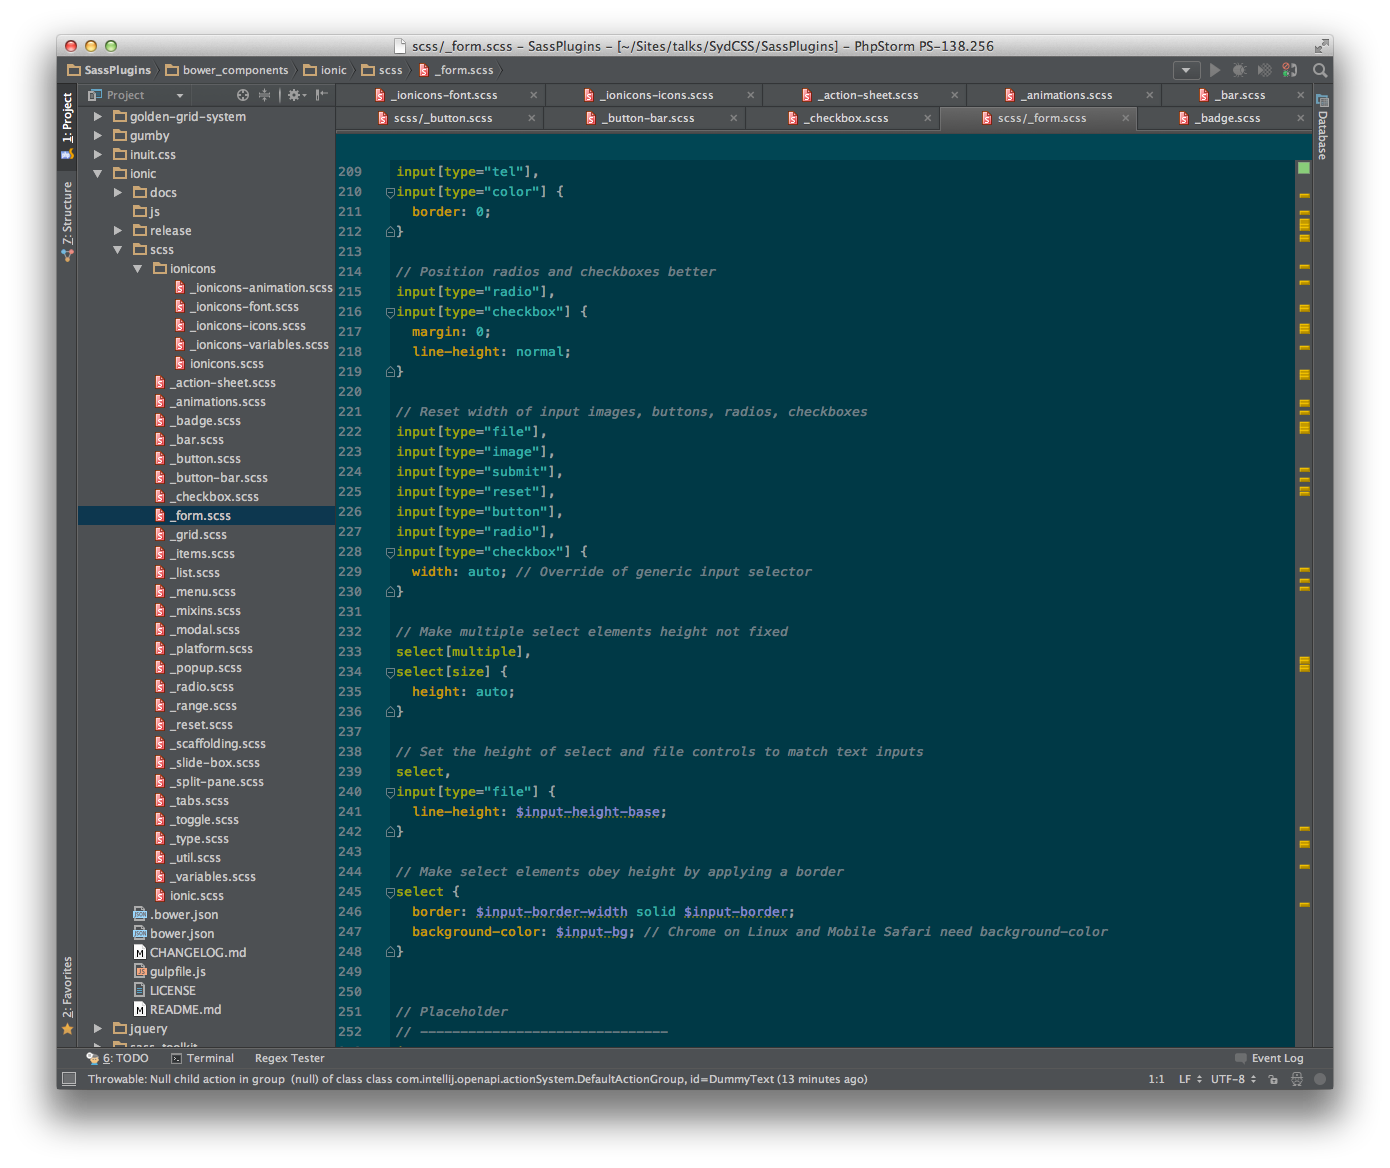 scss/_form.scss – SassPlugins – [~/Sites/talks/SydCSS/SassPlugins] – PhpStorm PS-138.256
SassPlugins bower_components ionic scss _form.scss
Project
_ionicons-font.scss _ionicons-icons.scss _action-sheet.scss _animations.scss _bar.scss
scss/_button.scss _button-bar.scss _checkbox.scss scss/_form.scss _badge.scss
1: Project
7: Structure
2: Favorites
Database
golden-grid-system
gumby
inuit.css
ionic
docs
js
release
scss
ionicons
_ionicons-animation.scss
_ionicons-font.scss
_ionicons-icons.scss
_ionicons-variables.scss
ionicons.scss
_action-sheet.scss
_animations.scss
_badge.scss
_bar.scss
_button.scss
_button-bar.scss
_checkbox.scss
_form.scss
_grid.scss
_items.scss
_list.scss
_menu.scss
_mixins.scss
_modal.scss
_platform.scss
_popup.scss
_radio.scss
_range.scss
_reset.scss
_scaffolding.scss
_slide-box.scss
_split-pane.scss
_tabs.scss
_toggle.scss
_type.scss
_util.scss
_variables.scss
ionic.scss
.bower.json
bower.json
CHANGELOG.md
gulpfile.js
LICENSE
README.md
jquery
sass-toolkit
209 input[type="tel"],
210 input[type="color"] {
211 border: 0;
212 }
213
214 // Position radios and checkboxes better
215 input[type="radio"],
216 input[type="checkbox"] {
217 margin: 0;
218 line-height: normal;
219 }
220
221 // Reset width of input images, buttons, radios, checkboxes
222 input[type="file"],
223 input[type="image"],
224 input[type="submit"],
225 input[type="reset"],
226 input[type="button"],
227 input[type="radio"],
228 input[type="checkbox"] {
229 width: auto; // Override of generic input selector
230 }
231
232 // Make multiple select elements height not fixed
233 select[multiple],
234 select[size] {
235 height: auto;
236 }
237
238 // Set the height of select and file controls to match text inputs
239 select,
240 input[type="file"] {
241 line-height: $input-height-base;
242 }
243
244 // Make select elements obey height by applying a border
245 select {
246 border: $input-border-width solid $input-border;
247 background-color: $input-bg; // Chrome on Linux and Mobile Safari need background-color
248 }
249
250
251 // Placeholder
252 // -------------------------------
6: TODO Terminal Regex Tester Event Log
Throwable: Null child action in group (null) of class class com.intellij.openapi.actionSystem.DefaultActionGroup, id=DummyText (13 minutes ago) 1:1 LF UTF-8